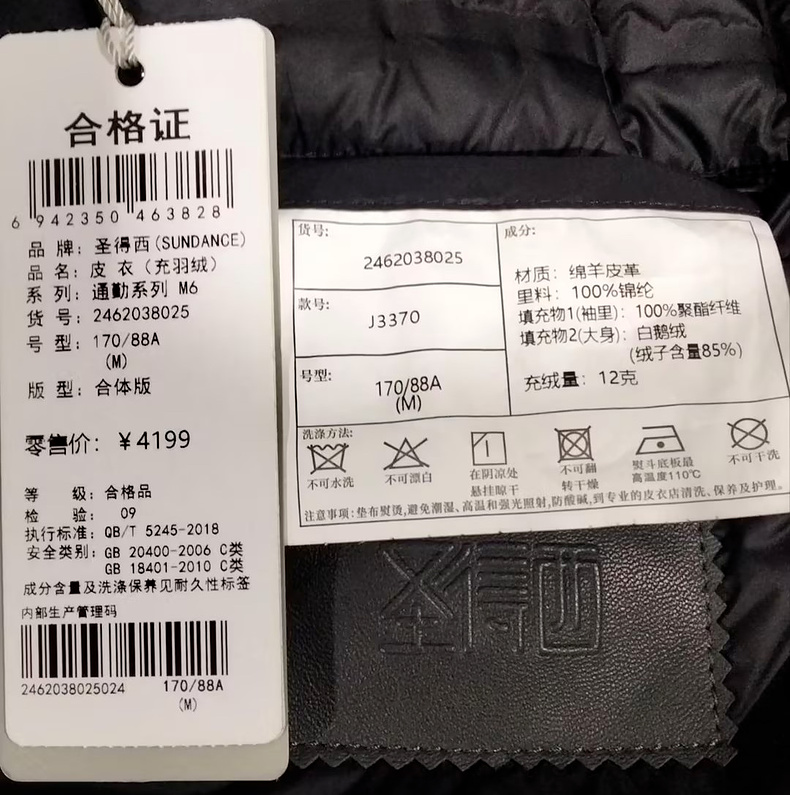 合格证
6 942350 463828
品 牌：圣得西(SUNDANCE)
品 名：皮 衣（充羽绒）
系 列：通勤系列 M6
货 号：2462038025
号 型：170/88A
(M)
版 型：合体版
零售价：￥4199
等 级：合格品
检 验： 09
执行标准：QB/T 5245-2018
安全类别：GB 20400-2006 C类
GB 18401-2010 C类
成分含量及洗涤保养见耐久性标签
内部生产管理码
2462038025024 170/88A
(M)
货号:
2462038025
款号:
J3370
号型:
170/88A
(M)
成分:
材质：绵羊皮革
里料：100%锦纶
填充物1(袖里)：100%聚酯纤维
填充物2(大身)：白鹅绒
(绒子含量85%)
充绒量：12克
洗涤方法:
不可水洗
不可漂白
在阴凉处
悬挂晾干
不可翻
转干燥
熨斗底板最
高温度110℃
不可干洗
注意事项:垫布熨烫,避免潮湿、高温和强光照射,防酸碱,到专业的皮衣店清洗、保养及护理。
圣得西